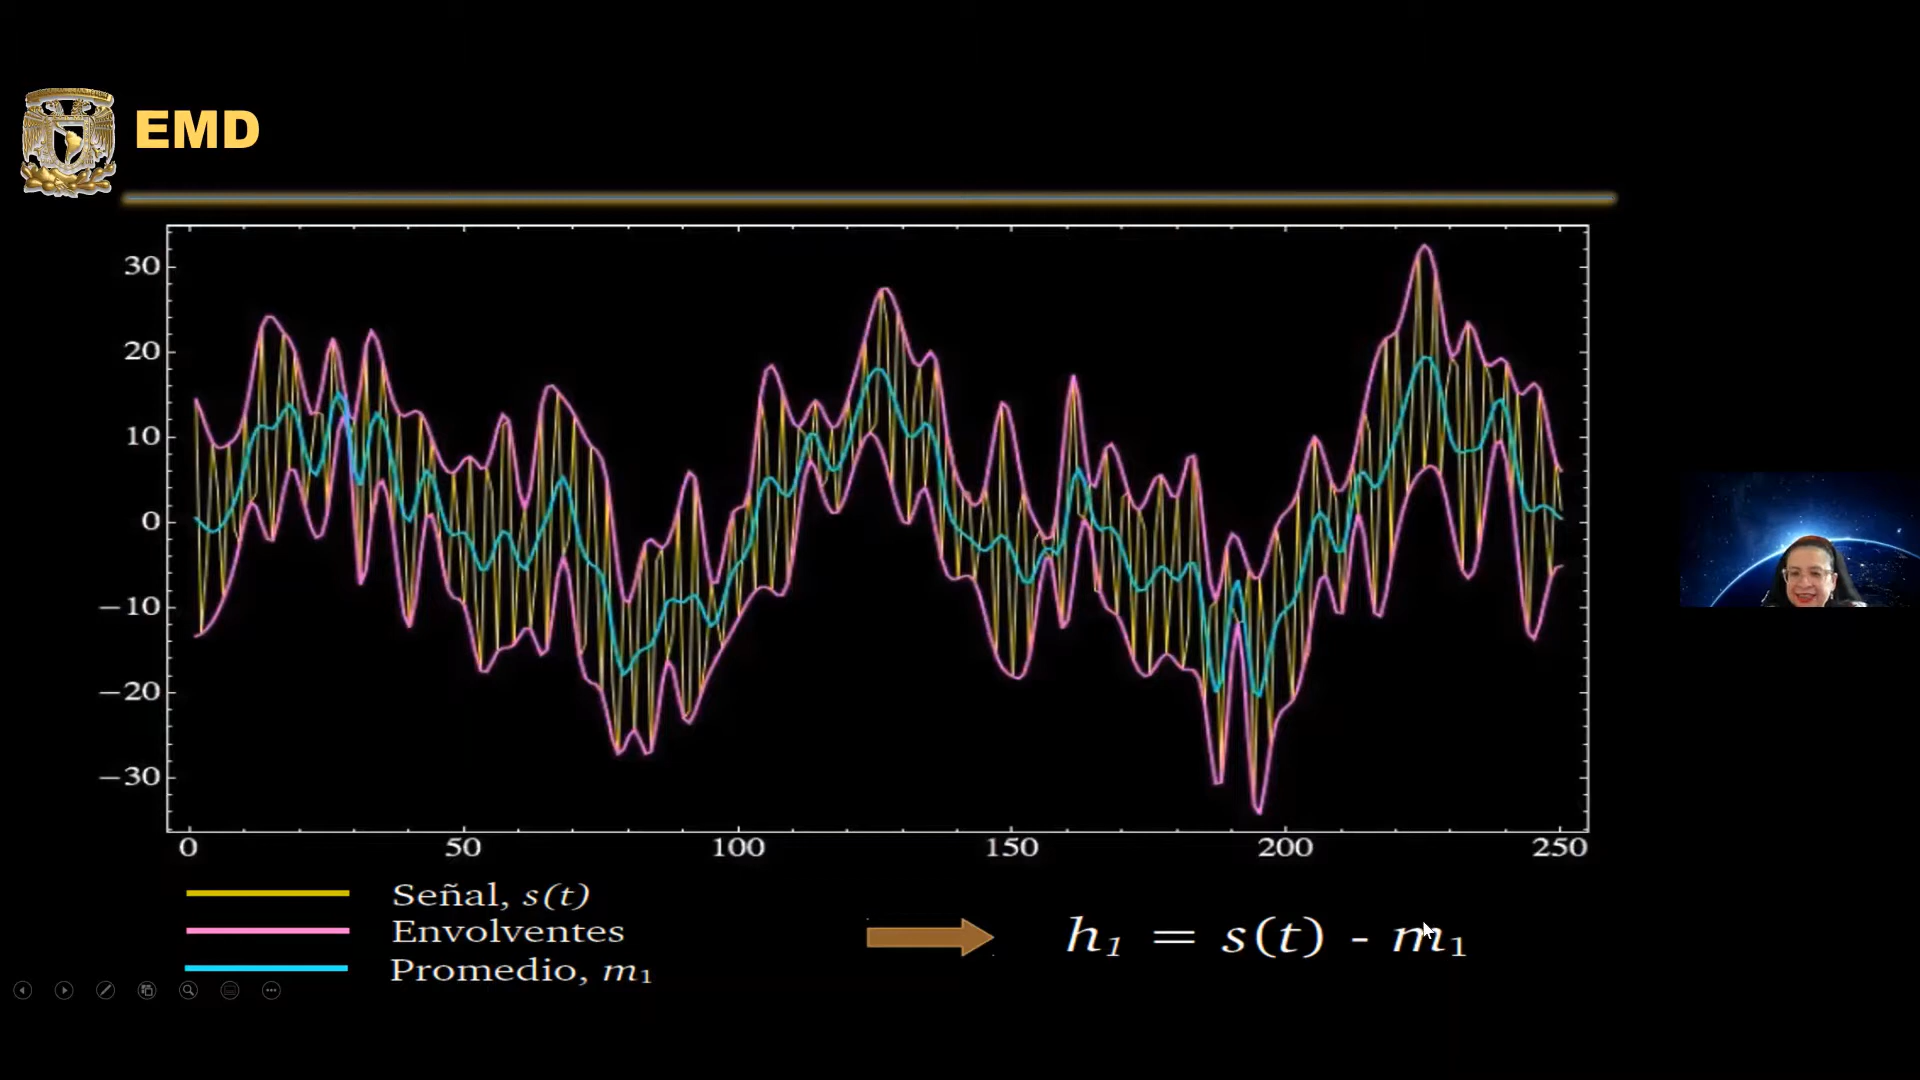 EMD
30
20
10
0
−10
−20
−30
0 50 100 150 200 250
Señal, s(t)
Envolventes
Promedio, m₁
h₁ = s(t) - m₁